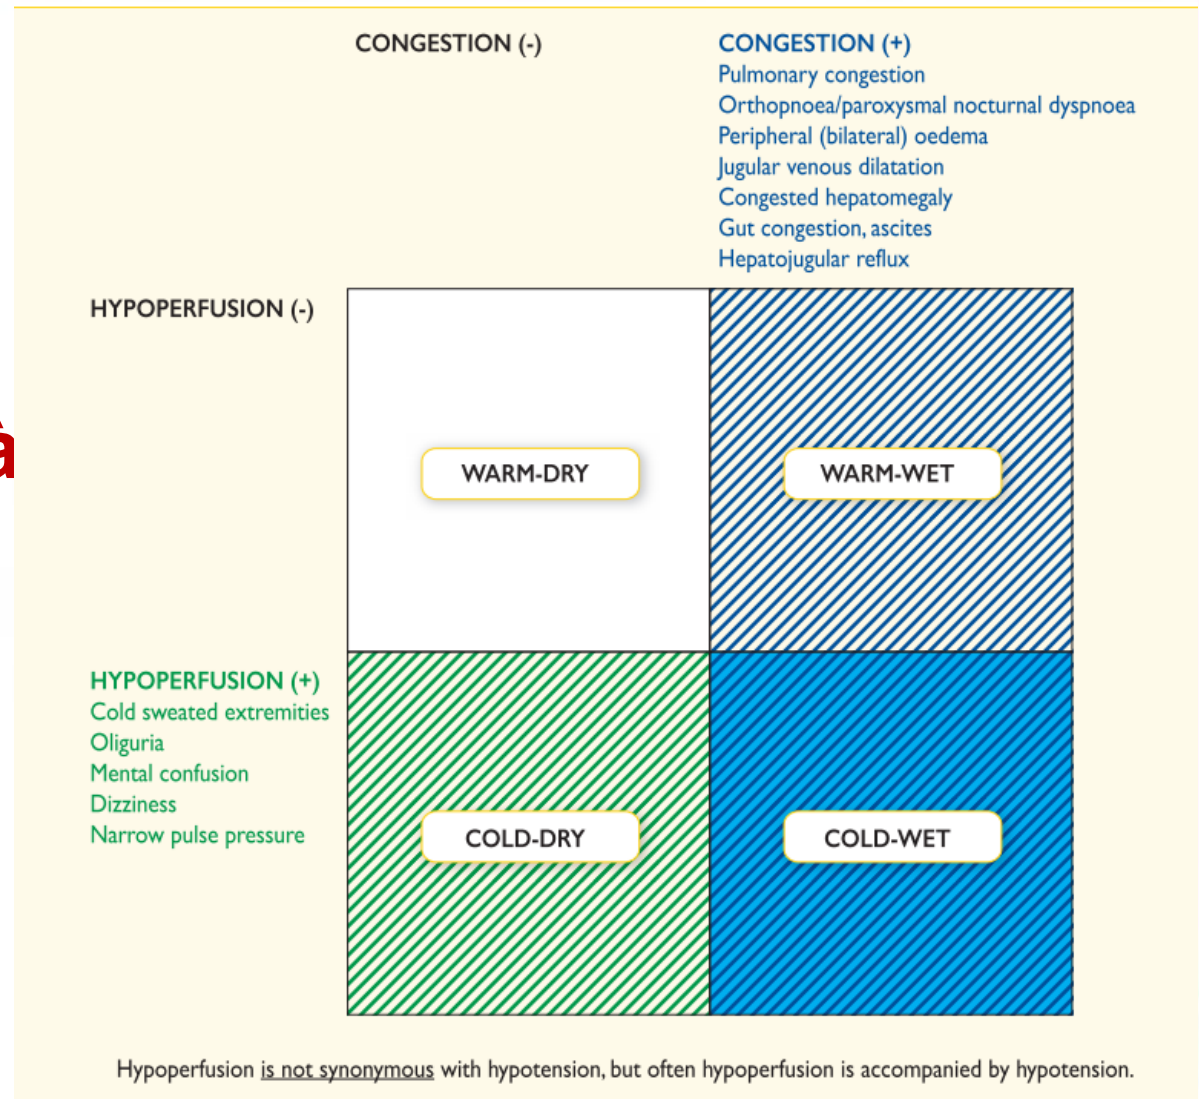 CONGESTION (-)
CONGESTION (+)
Pulmonary congestion
Orthopnoea/paroxysmal nocturnal dyspnoea
Peripheral (bilateral) oedema
Jugular venous dilatation
Congested hepatomegaly
Gut congestion, ascites
Hepatojugular reflux
HYPOPERFUSION (-)
WARM-DRY
WARM-WET
HYPOPERFUSION (+)
Cold sweated extremities
Oliguria
Mental confusion
Dizziness
Narrow pulse pressure
COLD-DRY
COLD-WET
Hypoperfusion is not synonymous with hypotension, but often hypoperfusion is accompanied by hypotension.